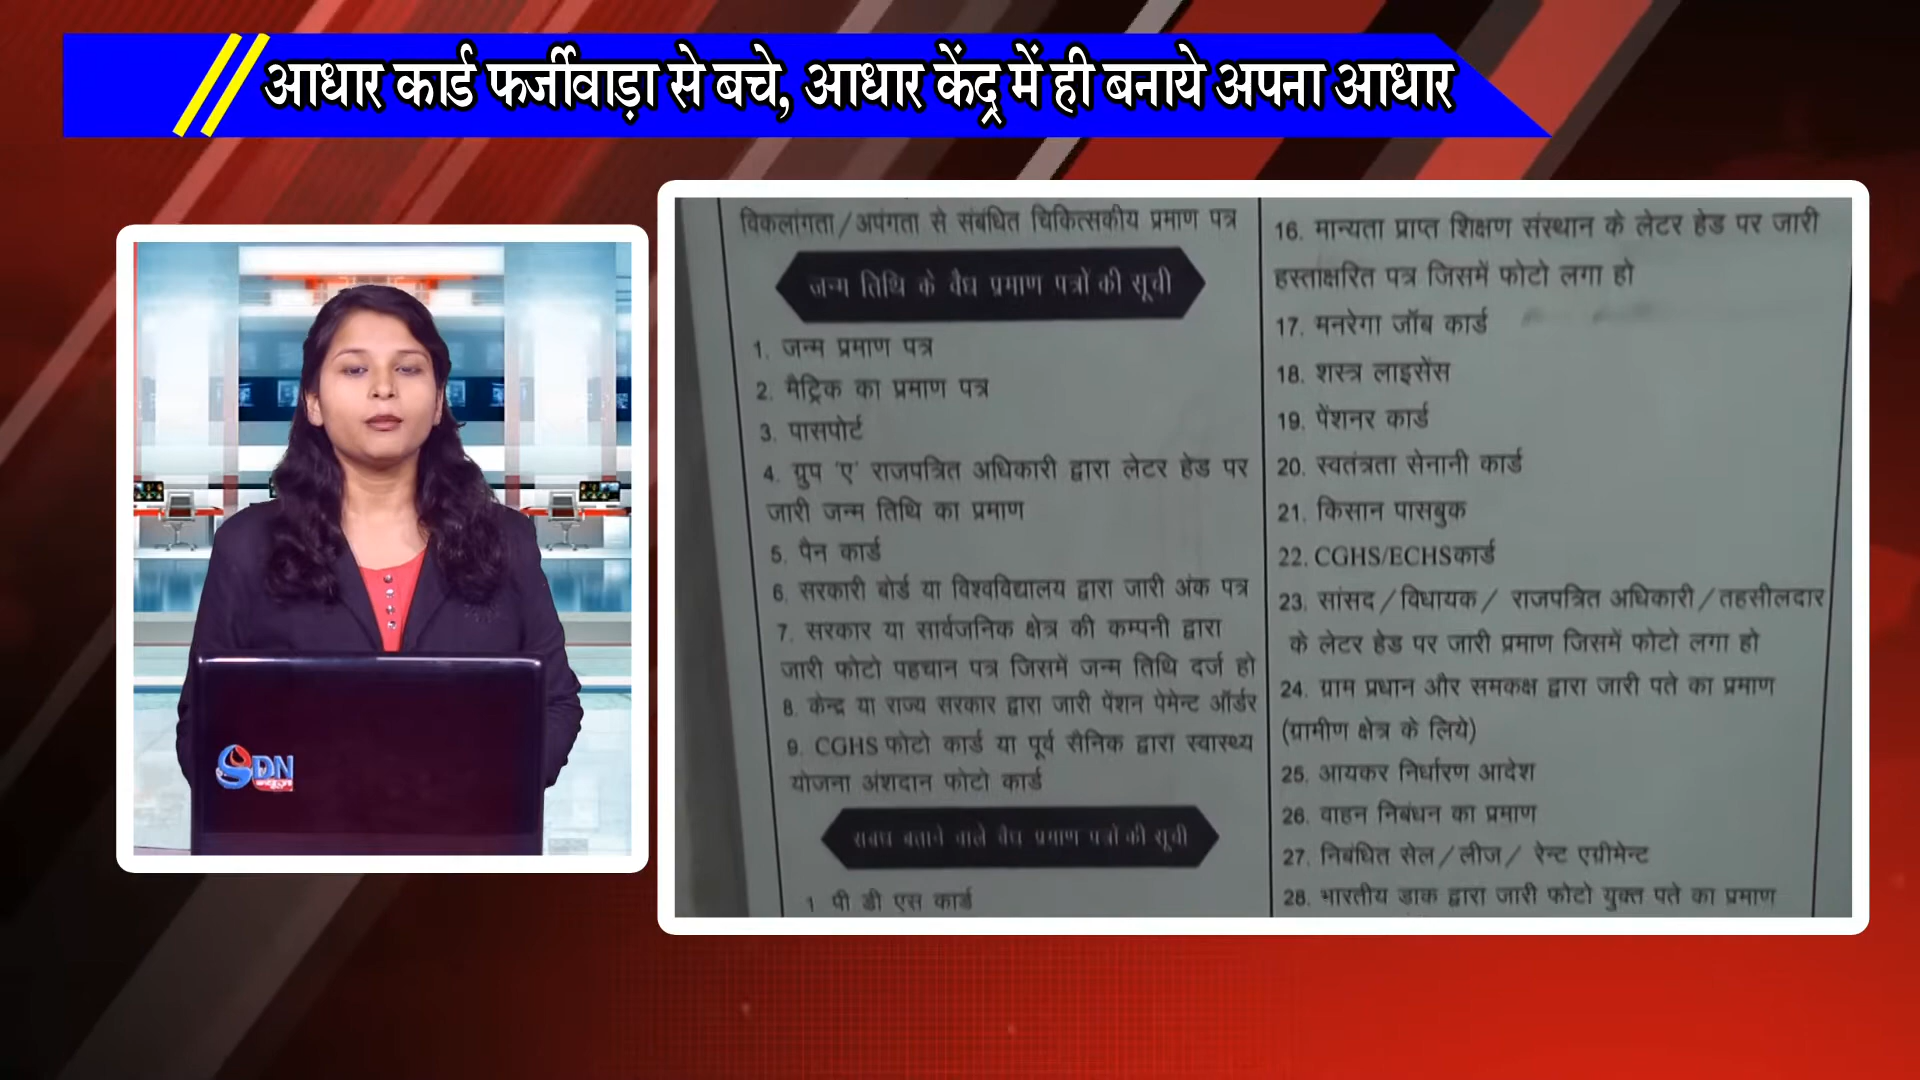 आधार कार्ड फर्जीवाड़ा से बचे, आधार केंद्र में ही बनाये अपना आधार
विकलांगता/अपंगता से संबंधित चिकित्सकीय प्रमाण पत्र
जन्म तिथि के वैध प्रमाण पत्रों की सूची
1. जन्म प्रमाण पत्र
2. मैट्रिक का प्रमाण पत्र
3. पासपोर्ट
4. ग्रुप 'ए' राजपत्रित अधिकारी द्वारा लेटर हेड पर
जारी जन्म तिथि का प्रमाण
5. पैन कार्ड
6. सरकारी बोर्ड या विश्वविद्यालय द्वारा जारी अंक पत्र
7. सरकार या सार्वजनिक क्षेत्र की कम्पनी द्वारा
जारी फोटो पहचान पत्र जिसमें जन्म तिथि दर्ज हो
8. केन्द्र या राज्य सरकार द्वारा जारी पेंशन पेमेन्ट ऑर्डर
9. CGHS फोटो कार्ड या पूर्व सैनिक द्वारा स्वास्थ्य
योजना अंशदान फोटो कार्ड
सबंध बताने वाले वैध प्रमाण पत्रों की सूची
1 पी डी एस कार्ड
16. मान्यता प्राप्त शिक्षण संस्थान के लेटर हेड पर जारी
हस्ताक्षरित पत्र जिसमें फोटो लगा हो
17. मनरेगा जॉब कार्ड
18. शस्त्र लाइसेंस
19. पेंशनर कार्ड
20. स्वतंत्रता सेनानी कार्ड
21. किसान पासबुक
22. CGHS/ECHSकार्ड
23. सांसद/विधायक/ राजपत्रित अधिकारी/तहसीलदार
के लेटर हेड पर जारी प्रमाण जिसमें फोटो लगा हो
24. ग्राम प्रधान और समकक्ष द्वारा जारी पते का प्रमाण
(ग्रामीण क्षेत्र के लिये)
25. आयकर निर्धारण आदेश
26. वाहन निबंधन का प्रमाण
27. निबंधित सेल/लीज/ रेन्ट एग्रीमेन्ट
28. भारतीय डाक द्वारा जारी फोटो युक्त पते का प्रमाण
SDN